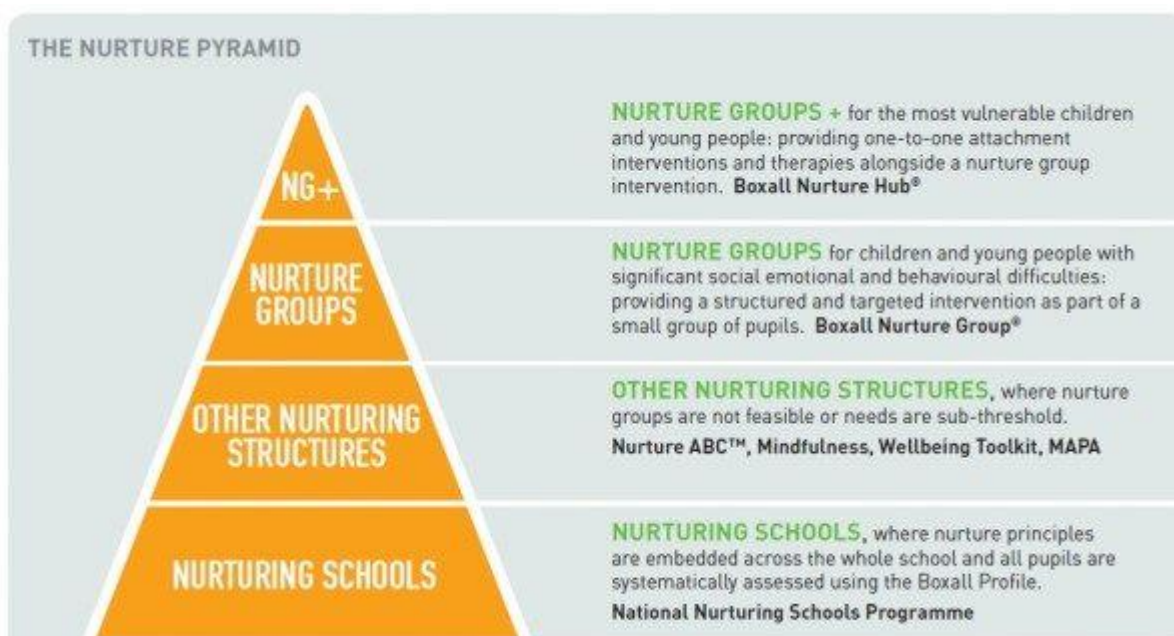 THE NURTURE PYRAMID
NG+
NURTURE GROUPS + for the most vulnerable children
and young people: providing one-to-one attachment
interventions and therapies alongside a nurture group
intervention. Boxall Nurture Hub®
NURTURE
GROUPS
NURTURE GROUPS for children and young people with
significant social emotional and behavioural difficulties:
providing a structured and targeted intervention as part of a
small group of pupils. Boxall Nurture Group®
OTHER NURTURING
STRUCTURES
OTHER NURTURING STRUCTURES, where nurture
groups are not feasible or needs are sub-threshold.
Nurture ABC™, Mindfulness, Wellbeing Toolkit, MAPA
NURTURING SCHOOLS
NURTURING SCHOOLS, where nurture principles
are embedded across the whole school and all pupils are
systematically assessed using the Boxall Profile.
National Nurturing Schools Programme